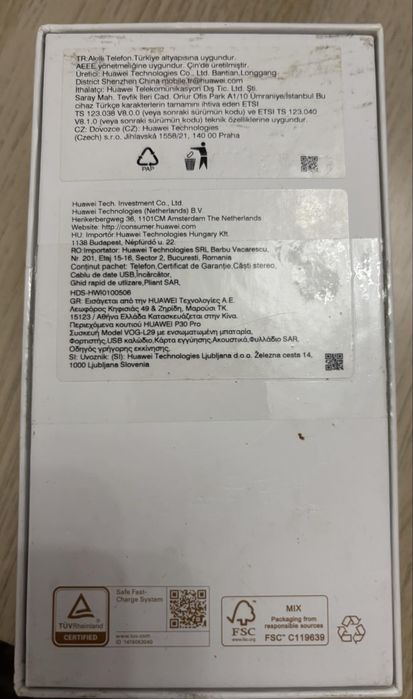 TR:Akıllı Telefon.Türkiye altyapısına uygundur.
AEEE yönetmeliğine uygundur. Çin'de üretilmiştir.
Üretici: Huawei Technologies Co., Ltd. Bantian,Longgang
District Shenzhen China mobile.tr@huawei.com
İthalatçı: Huawei Telekomünikasyon Dış Tic. Ltd. Şti.
Saray Mah. Tevfik İleri Cad. Onur Ofis Park A1/10 Ümraniye/İstanbul Bu
cihaz Türkçe karakterlerin tamamını ihtiva eden ETSI
TS 123.038 V8.0.0 (veya sonraki sürümün kodu) ve ETSI TS 123.040
V8.1.0 (veya sonraki sürümün kodu) teknik özelliklerine uygundur.
CZ: Dovozce (CZ): Huawei Technologies
(Czech) s.r.o. Jihlavská 1558/21, 140 00 Praha
PAP
Huawei Tech. Investment Co., Ltd.
Huawei Technologies (Netherlands) B.V.
Herikerbergweg 36, 1101CM Amsterdam The Netherlands
Website: http://consumer.huawei.com
HU: Importőr:Huawei Technologies Hungary Kft.
1138 Budapest, Népfürdő u. 22.
RO:Importator: Huawei Technologies SRL Barbu Vacarescu,
Nr. 201, Etaj 15-16, Sector 2, Bucuresti, Romania
Conținut pachet: Telefon,Certificat de Garanție,Căști stereo,
Cablu de date USB,Încărcător,
Ghid rapid de utilizare,Pliant SAR,
HDS-HWI0100506
GR: Εισάγεται από την HUAWEI Τεχνολογίες Α.Ε.
Λεωφόρος Κηφισιάς 49 & Ζηρίδη, Μαρούσι ΤΚ.
15123 / Αθήνα Ελλάδα Κατασκευάζεται στην Κίνα.
Περιεχόμενα κουτιού HUAWEI P30 Pro
Συσκευή Model VOG-L29 με ενσωματωμένη μπαταρία,
Φορτιστής,USB καλώδιο,Κάρτα εγγύησης,Ακουστικά,Φυλλάδιο SAR,
Οδηγός γρήγορης εκκίνησης.
SI: Uvoznik: (SI): Huawei Technologies Ljubljana d.o.o. Železna cesta 14,
1000 Ljubljana Slovenia
TÜVRheinland
CERTIFIED
Safe Fast-
Charge System
www.tuv.com
ID 1419063040
FSC
www.fsc.org
MIX
Packaging from
responsible sources
FSC™ C119639